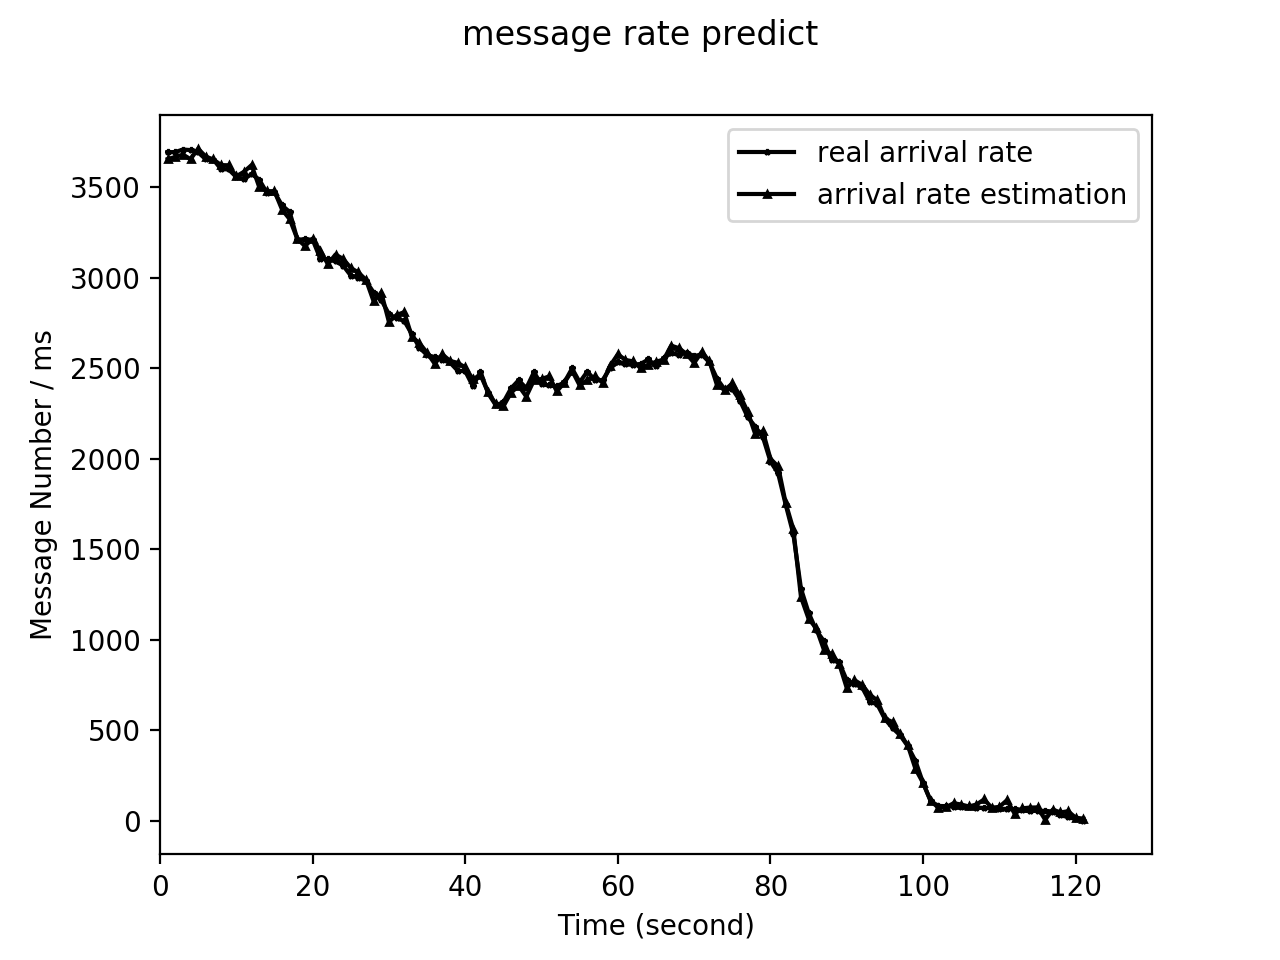 message rate predict
real arrival rate
arrival rate estimation
3500
3000
2500
2000
1500
1000
500
0
Message Number / ms
0 20 40 60 80 100 120
Time (second)